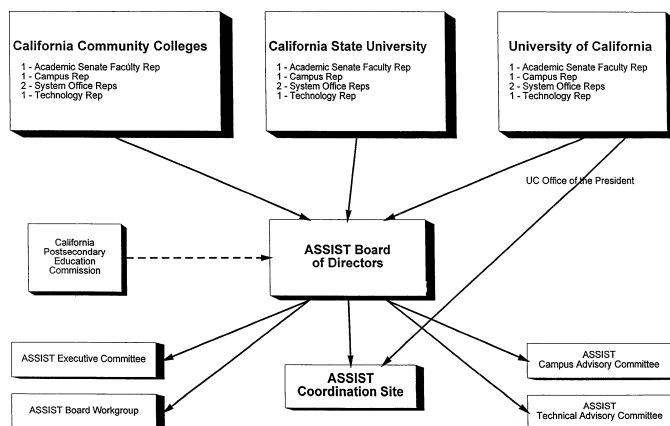 California Community Colleges
1 - Academic Senate Faculty Rep
1 - Campus Rep
2 - System Office Reps
1 - Technology Rep
California State University
1 - Academic Senate Faculty Rep
1 - Campus Rep
2 - System Office Reps
1 - Technology Rep
University of California
1 - Academic Senate Faculty Rep
1 - Campus Rep
2 - System Office Reps
1 - Technology Rep
UC Office of the President
California
Postsecondary
Education
Commission
ASSIST Board
of Directors
ASSIST Executive Committee
ASSIST Board Workgroup
ASSIST
Coordination Site
ASSIST
Campus Advisory Committee
ASSIST
Technical Advisory Committee